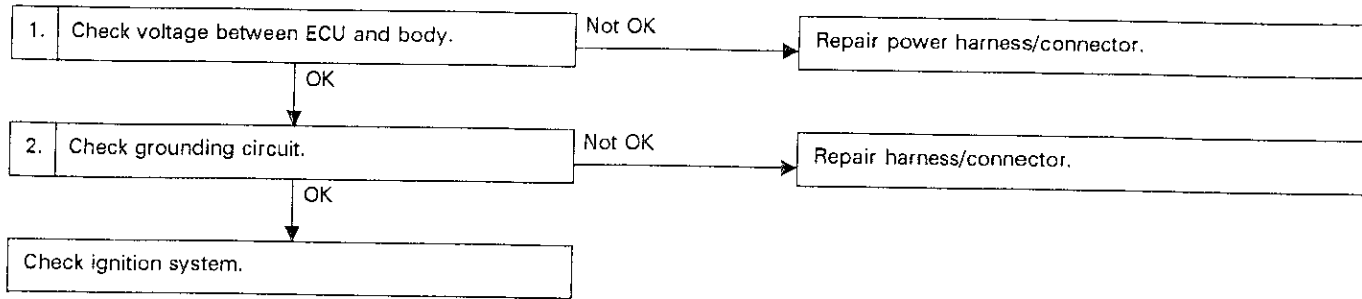 1. Check voltage between ECU and body.
Not OK
Repair power harness/connector.
OK
2. Check grounding circuit.
Not OK
Repair harness/connector.
OK
Check ignition system.